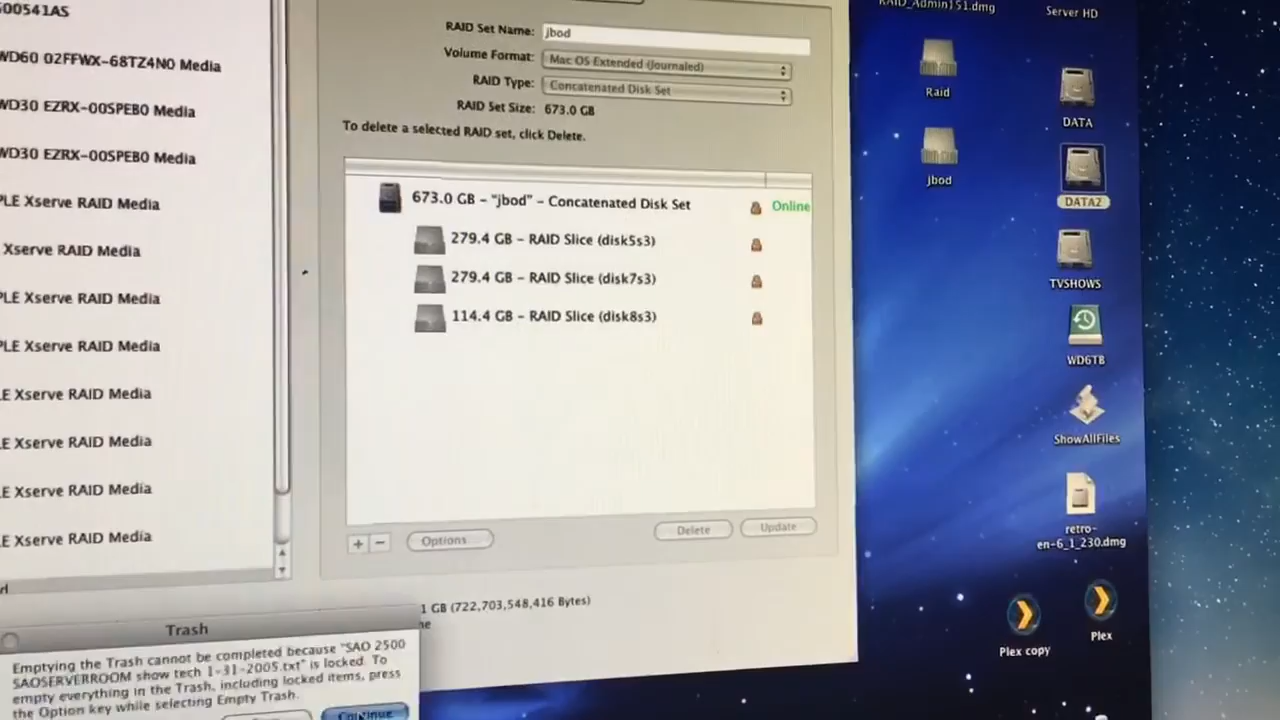 500541AS
WD60 02FFWX-68TZ4N0 Media
WD30 EZRX-00SPEB0 Media
WD30 EZRX-00SPEB0 Media
PLE Xserve RAID Media
Xserve RAID Media
PLE Xserve RAID Media
PLE Xserve RAID Media
E Xserve RAID Media
E Xserve RAID Media
E Xserve RAID Media
E Xserve RAID Media
RAID Set Name: jbod
Volume Format: Mac OS Extended (Journaled)
RAID Type: Concatenated Disk Set
RAID Set Size: 673.0 GB
To delete a selected RAID set, click Delete.
673.0 GB – "jbod" – Concatenated Disk Set Online
279.4 GB – RAID Slice (disk5s3)
279.4 GB – RAID Slice (disk7s3)
114.4 GB – RAID Slice (disk8s3)
+ − Options Delete Update
1 GB (722,703,548,416 Bytes)
Trash
Emptying the Trash cannot be completed because "SAO 2500
SAOSERVERROOM show tech 1-31-2005.txt" is locked. To
empty everything in the Trash, including locked items, press
the Option key while selecting Empty Trash.
Continue
RAID_Admin151.dmg
Server HD
Raid
DATA
jbod
DATA2
TVSHOWS
WD6TB
ShowAllFiles
retro-
en-6_1_230.dmg
Plex copy
Plex